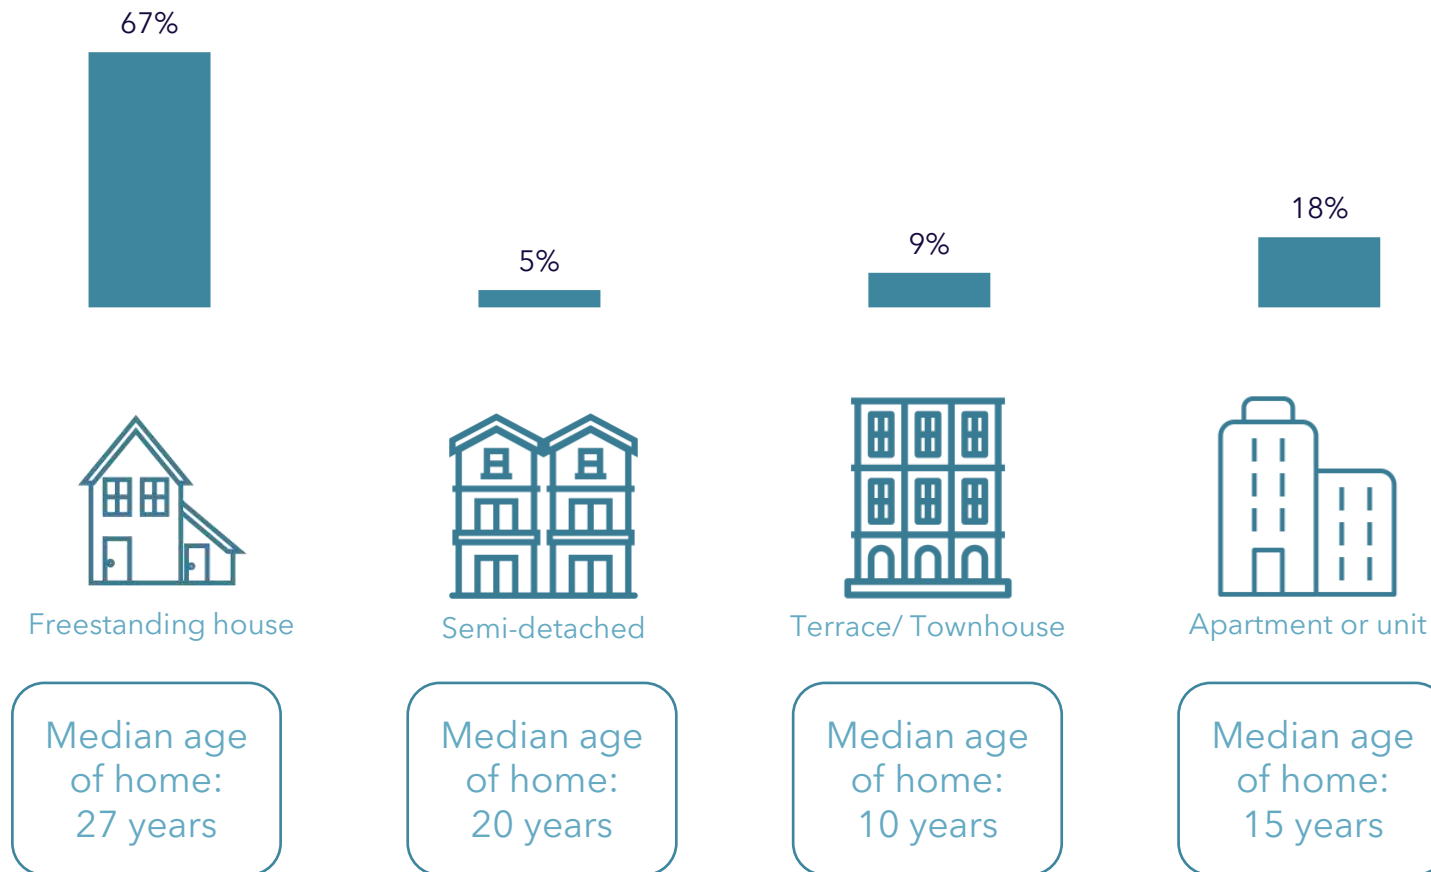 67%
5%
9%
18%
Freestanding house
Semi-detached
Terrace/ Townhouse
Apartment or unit
Median age
of home:
27 years
Median age
of home:
20 years
Median age
of home:
10 years
Median age
of home:
15 years